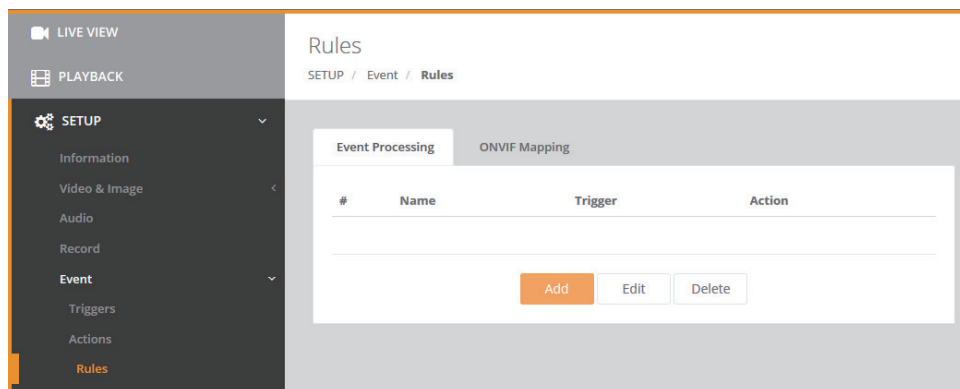 LIVE VIEW
PLAYBACK
SETUP
Information
Video & Image
Audio
Record
Event
Triggers
Actions
Rules
Rules
SETUP / Event / Rules
Event Processing ONVIF Mapping
# Name Trigger Action
Add Edit Delete